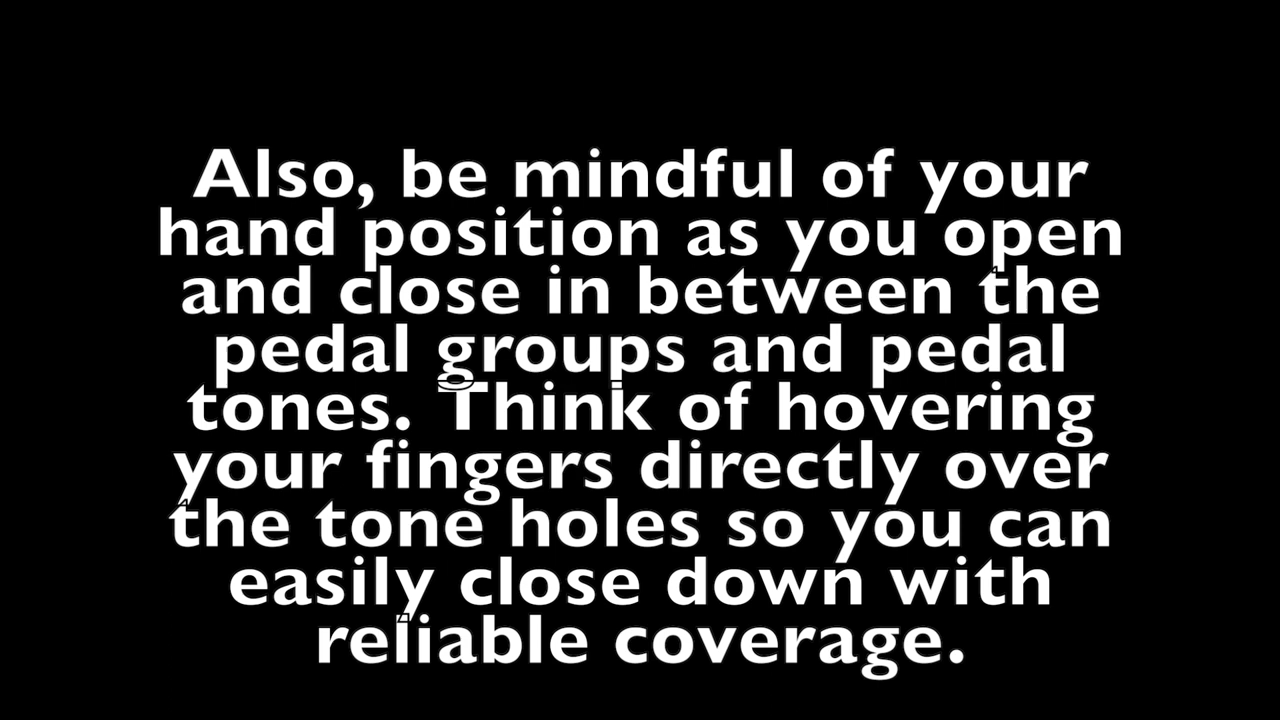 Also, be mindful of your
hand position as you open
and close in between the
pedal groups and pedal
tones. Think of hovering
your fingers directly over
the tone holes so you can
easily close down with
reliable coverage.